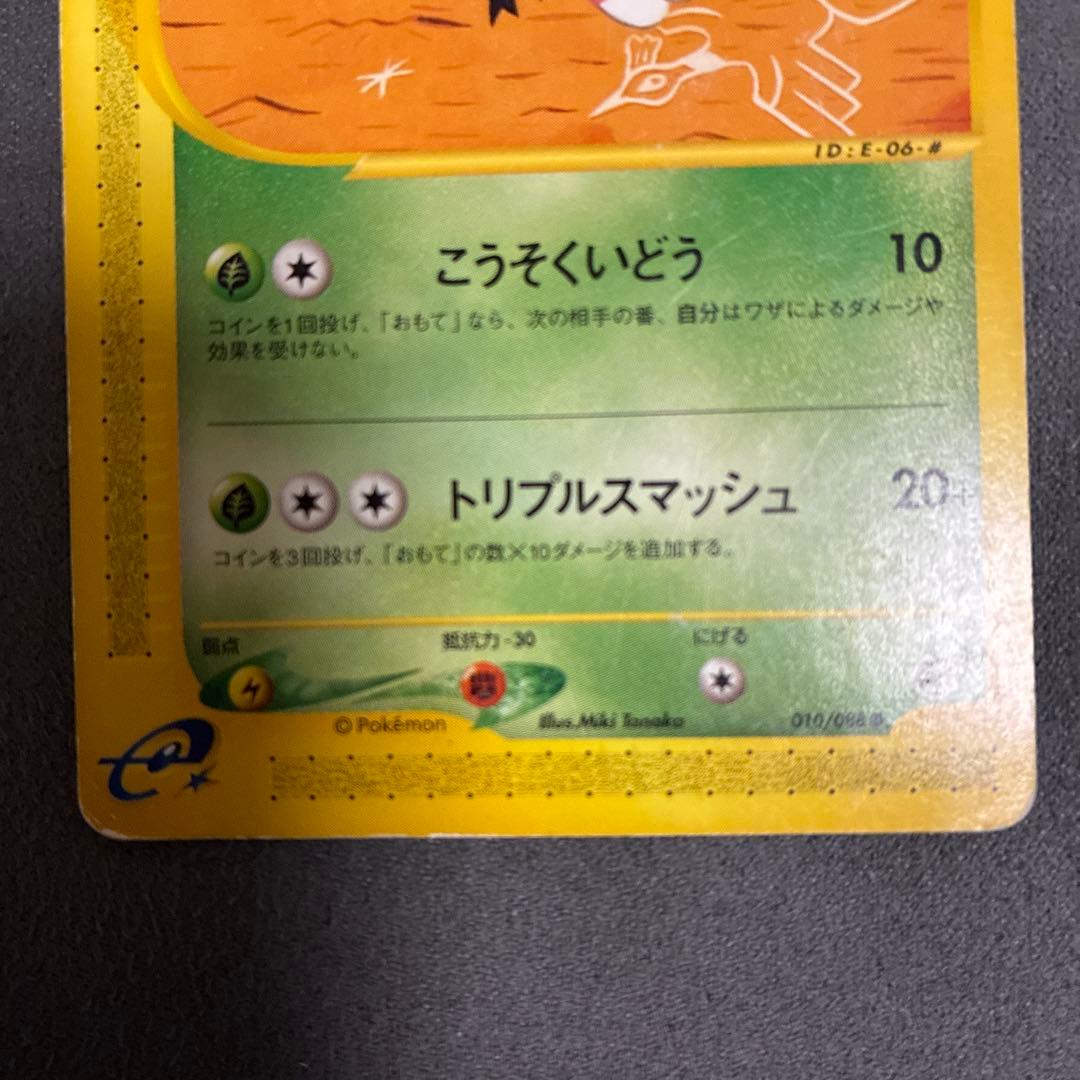 ID:E-06-#
こうそくいどう 10
コインを1回投げ、「おもて」なら、次の相手の番、自分はワザによるダメージや
効果を受けない。
トリプルスマッシュ 20+
コインを3回投げ、「おもて」の数×10ダメージを追加する。
弱点 抵抗力 -30 にげる
© Pokémon Illus.Miki Tanaka 010/088
e